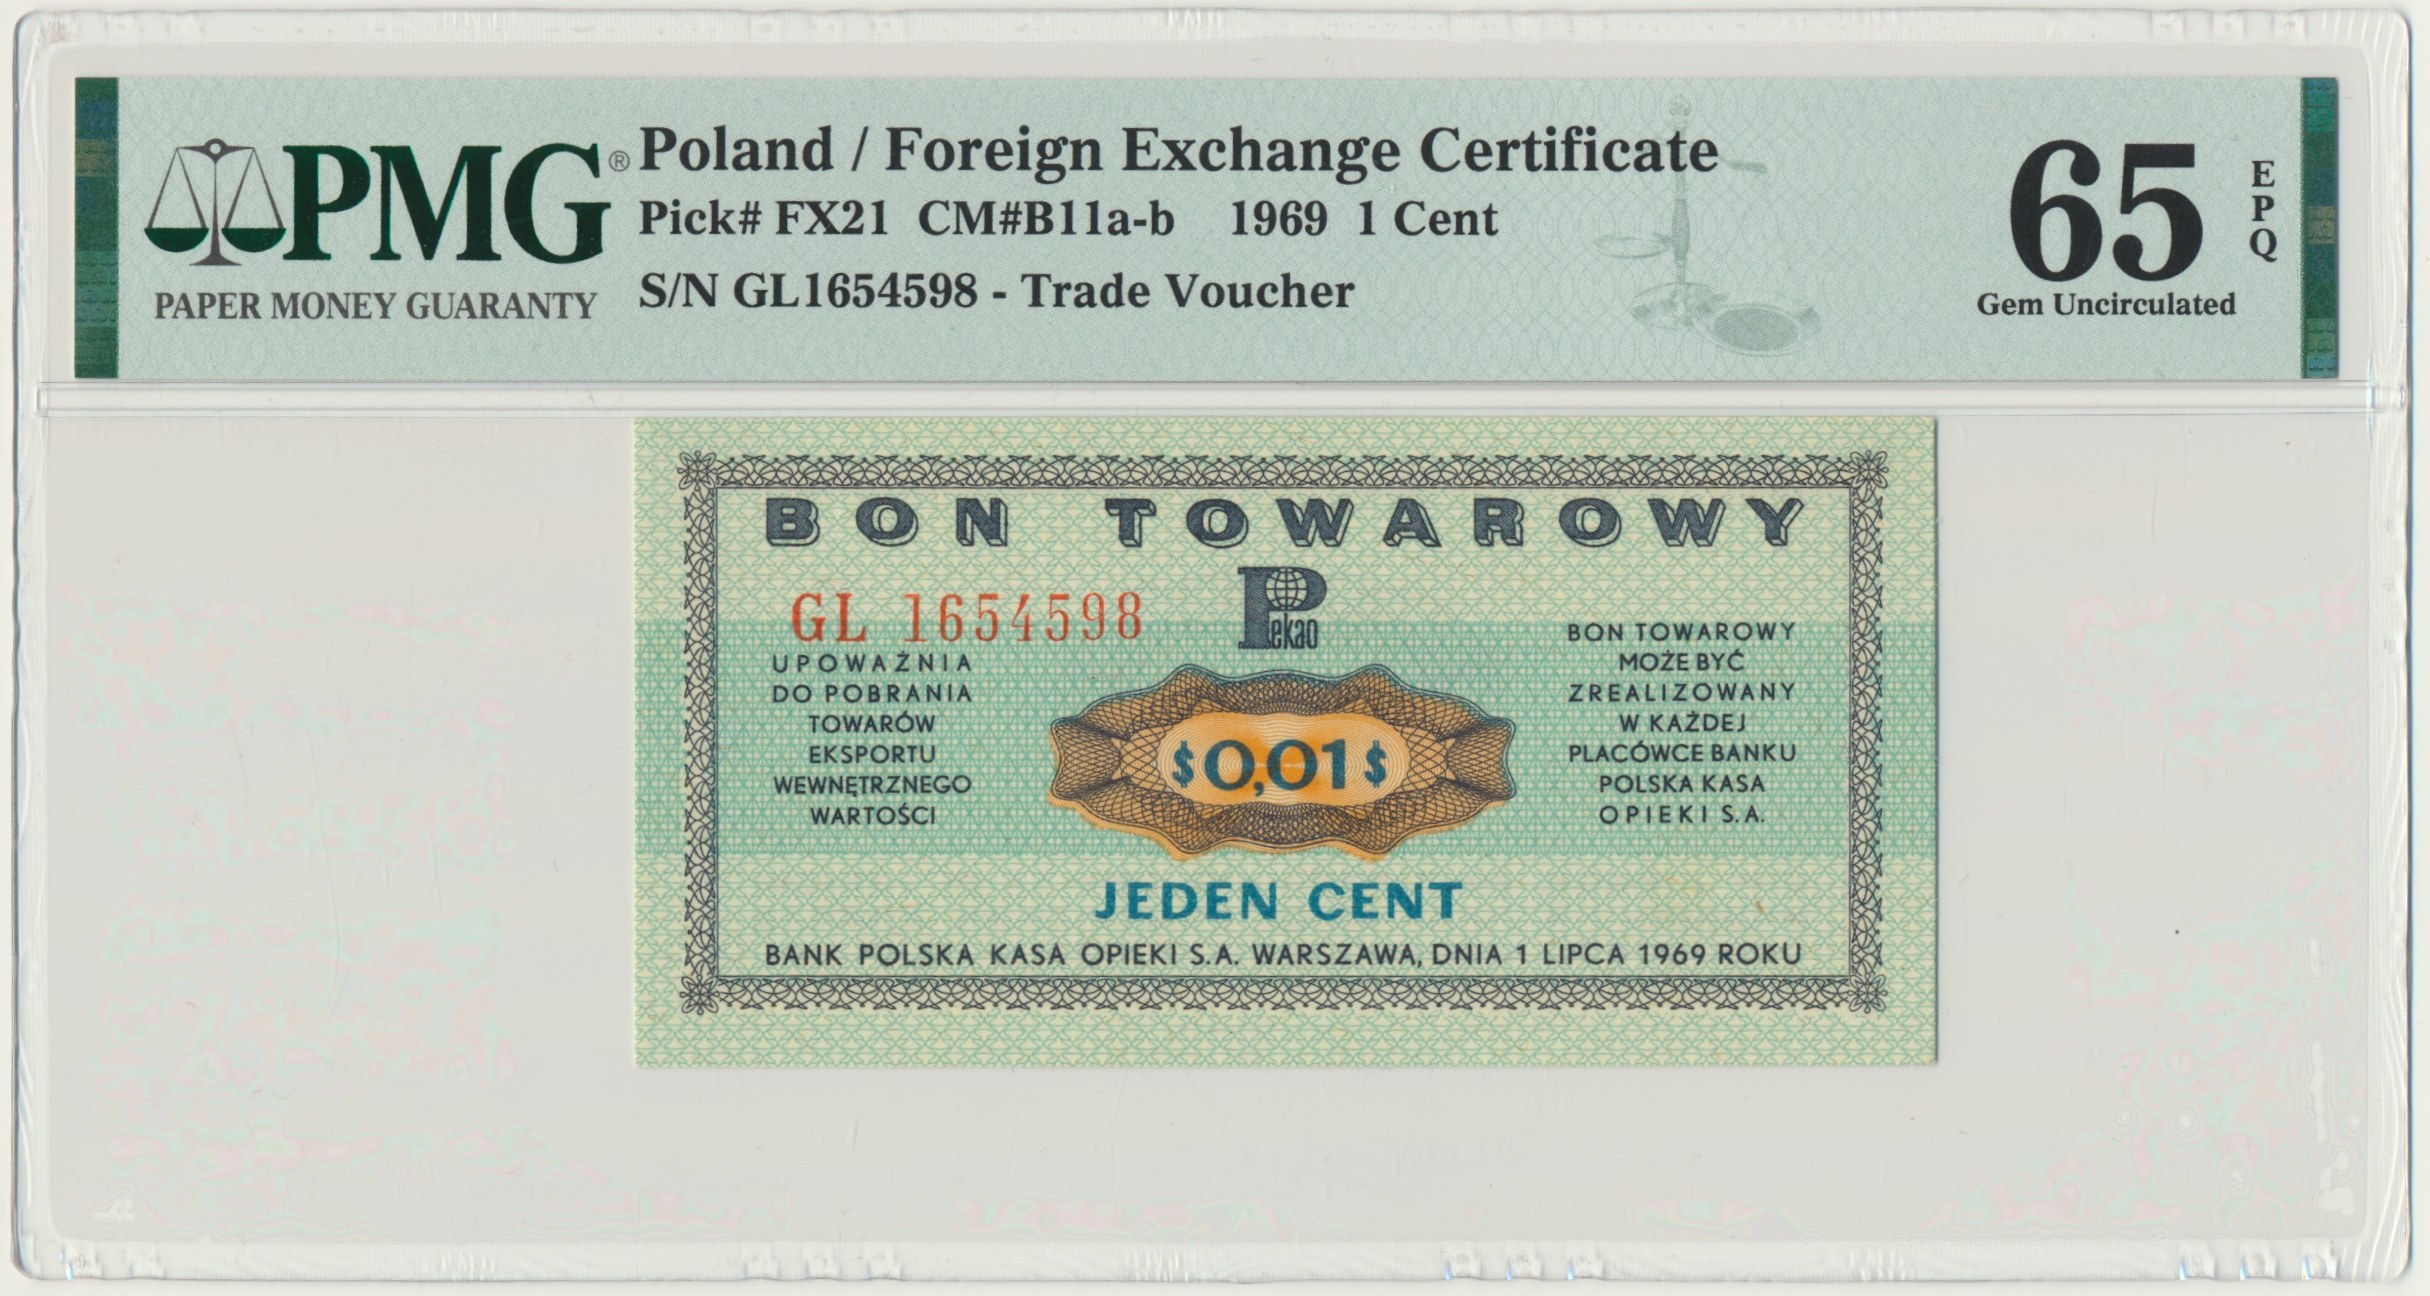 PMG®
PAPER MONEY GUARANTY
Poland / Foreign Exchange Certificate
Pick# FX21 CM#B11a-b 1969 1 Cent
S/N GL1654598 - Trade Voucher
65
EPQ
Gem Uncirculated
BON TOWAROWY
GL 1654598
Pekao
UPOWAŻNIA
DO POBRANIA
TOWARÓW
EKSPORTU
WEWNĘTRZNEGO
WARTOŚCI
$0,01$
BON TOWAROWY
MOŻE BYĆ
ZREALIZOWANY
W KAŻDEJ
PLACÓWCE BANKU
POLSKA KASA
OPIEKI S.A.
JEDEN CENT
BANK POLSKA KASA OPIEKI S.A. WARSZAWA, DNIA 1 LIPCA 1969 ROKU